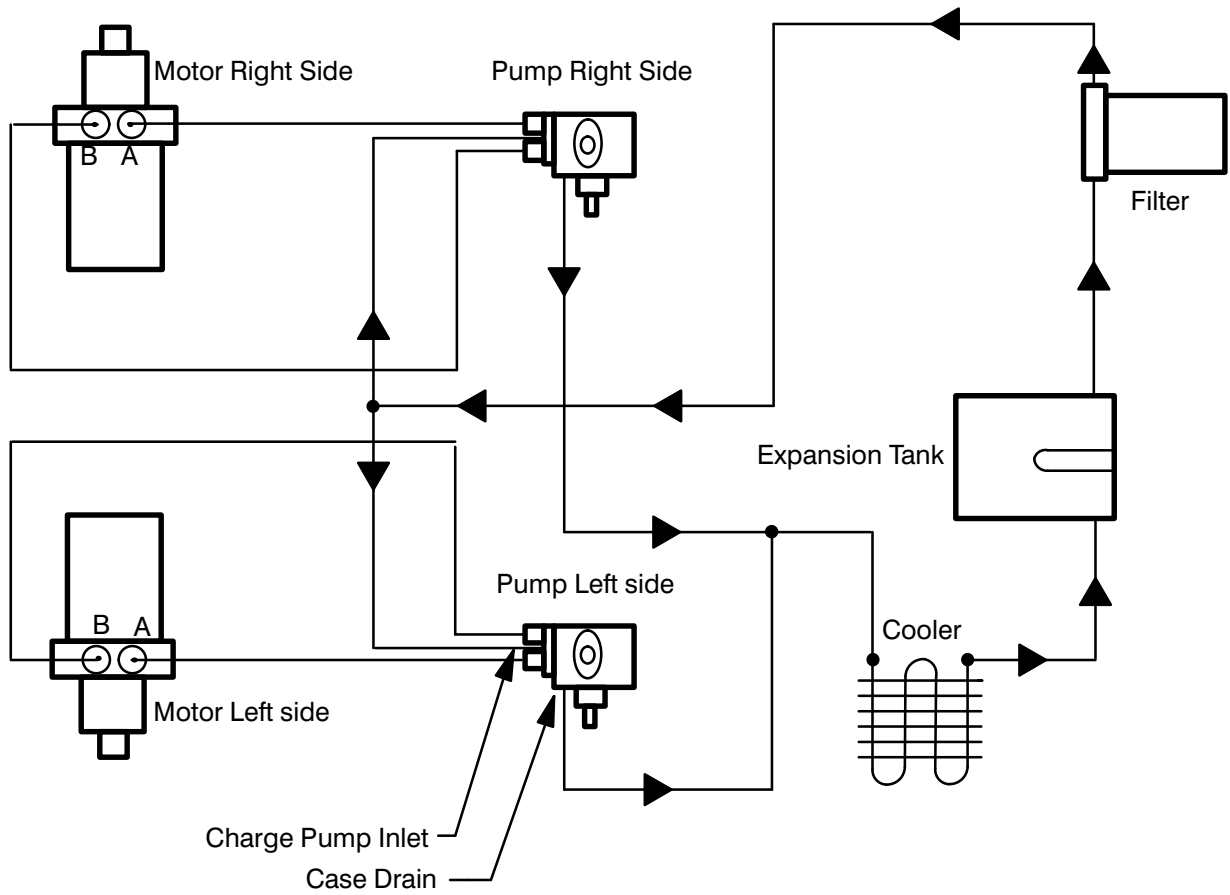 Motor Right Side
Pump Right Side
B A
Filter
Expansion Tank
Pump Left side
B A
Cooler
Motor Left side
Charge Pump Inlet
Case Drain